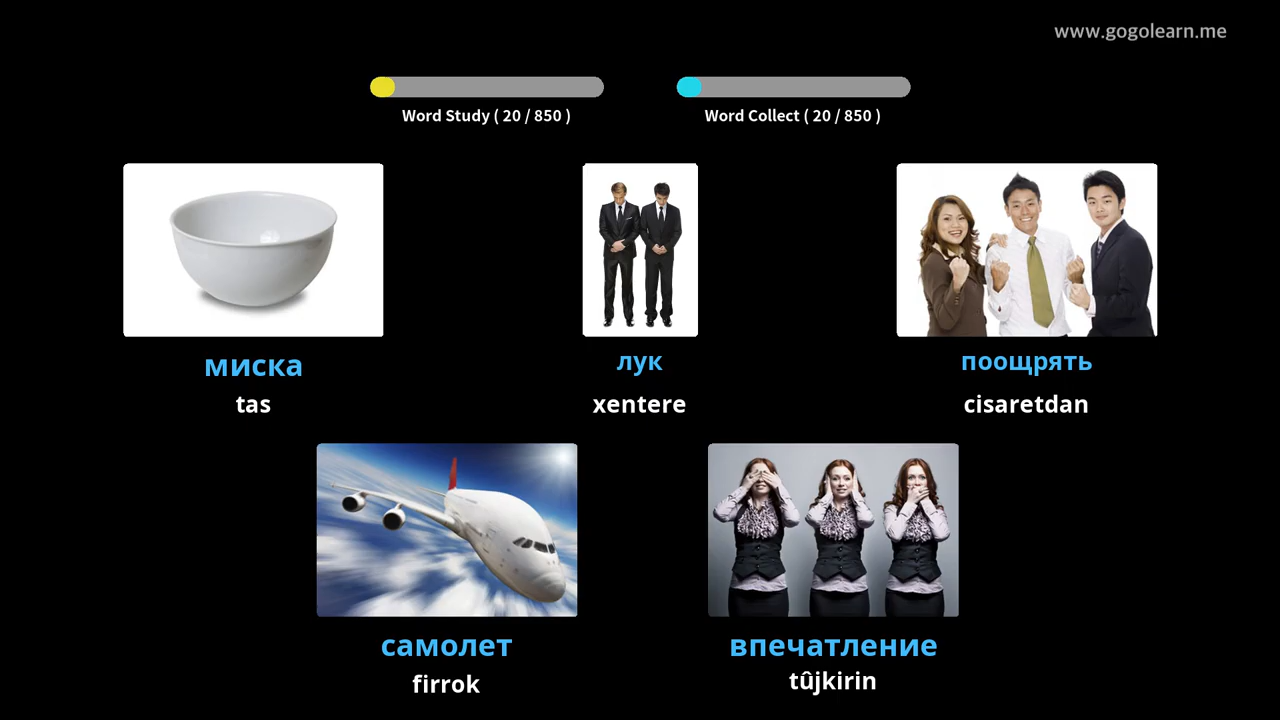 www.gogolearn.me
Word Study ( 20 / 850 )
Word Collect ( 20 / 850 )
миска
лук
поощрять
tas
xentere
cisaretdan
самолет
впечатление
firrok
tûjkirin